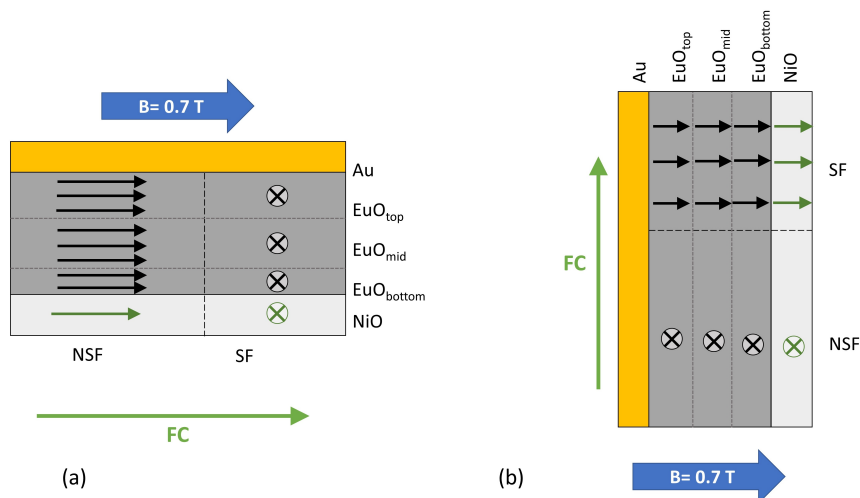 B= 0.7 T
Au
EuO_top
EuO_mid
EuO_bottom
NiO
NSF SF
FC
(a)
Au
EuO_top
EuO_mid
EuO_bottom
NiO
SF
FC
NSF
(b)
B= 0.7 T